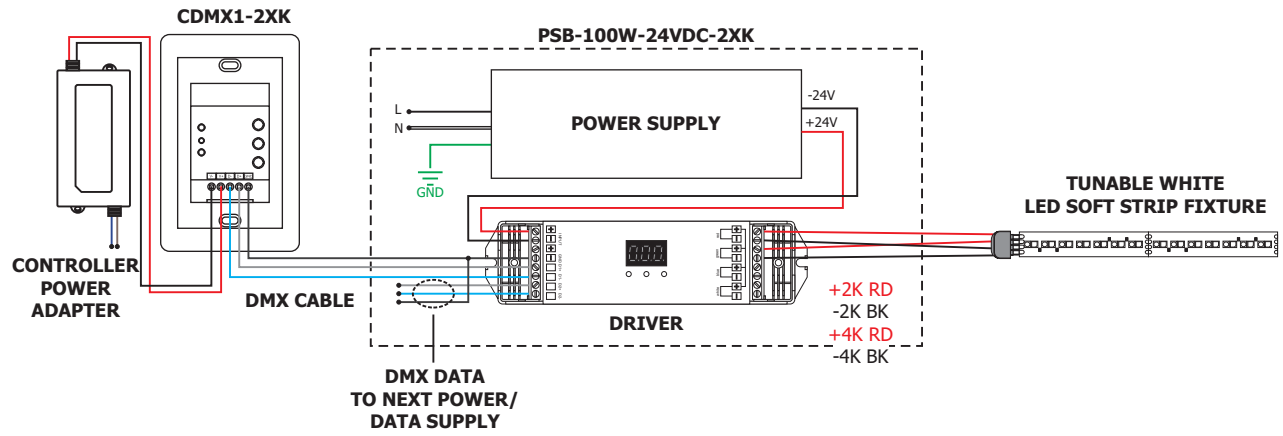 CDMX1-2XK
PSB-100W-24VDC-2XK
L
N
GND
POWER SUPPLY
-24V
+24V
TUNABLE WHITE
LED SOFT STRIP FIXTURE
CONTROLLER
POWER
ADAPTER
DMX CABLE
000
DRIVER
+2K RD
-2K BK
+4K RD
-4K BK
DMX DATA
TO NEXT POWER/
DATA SUPPLY